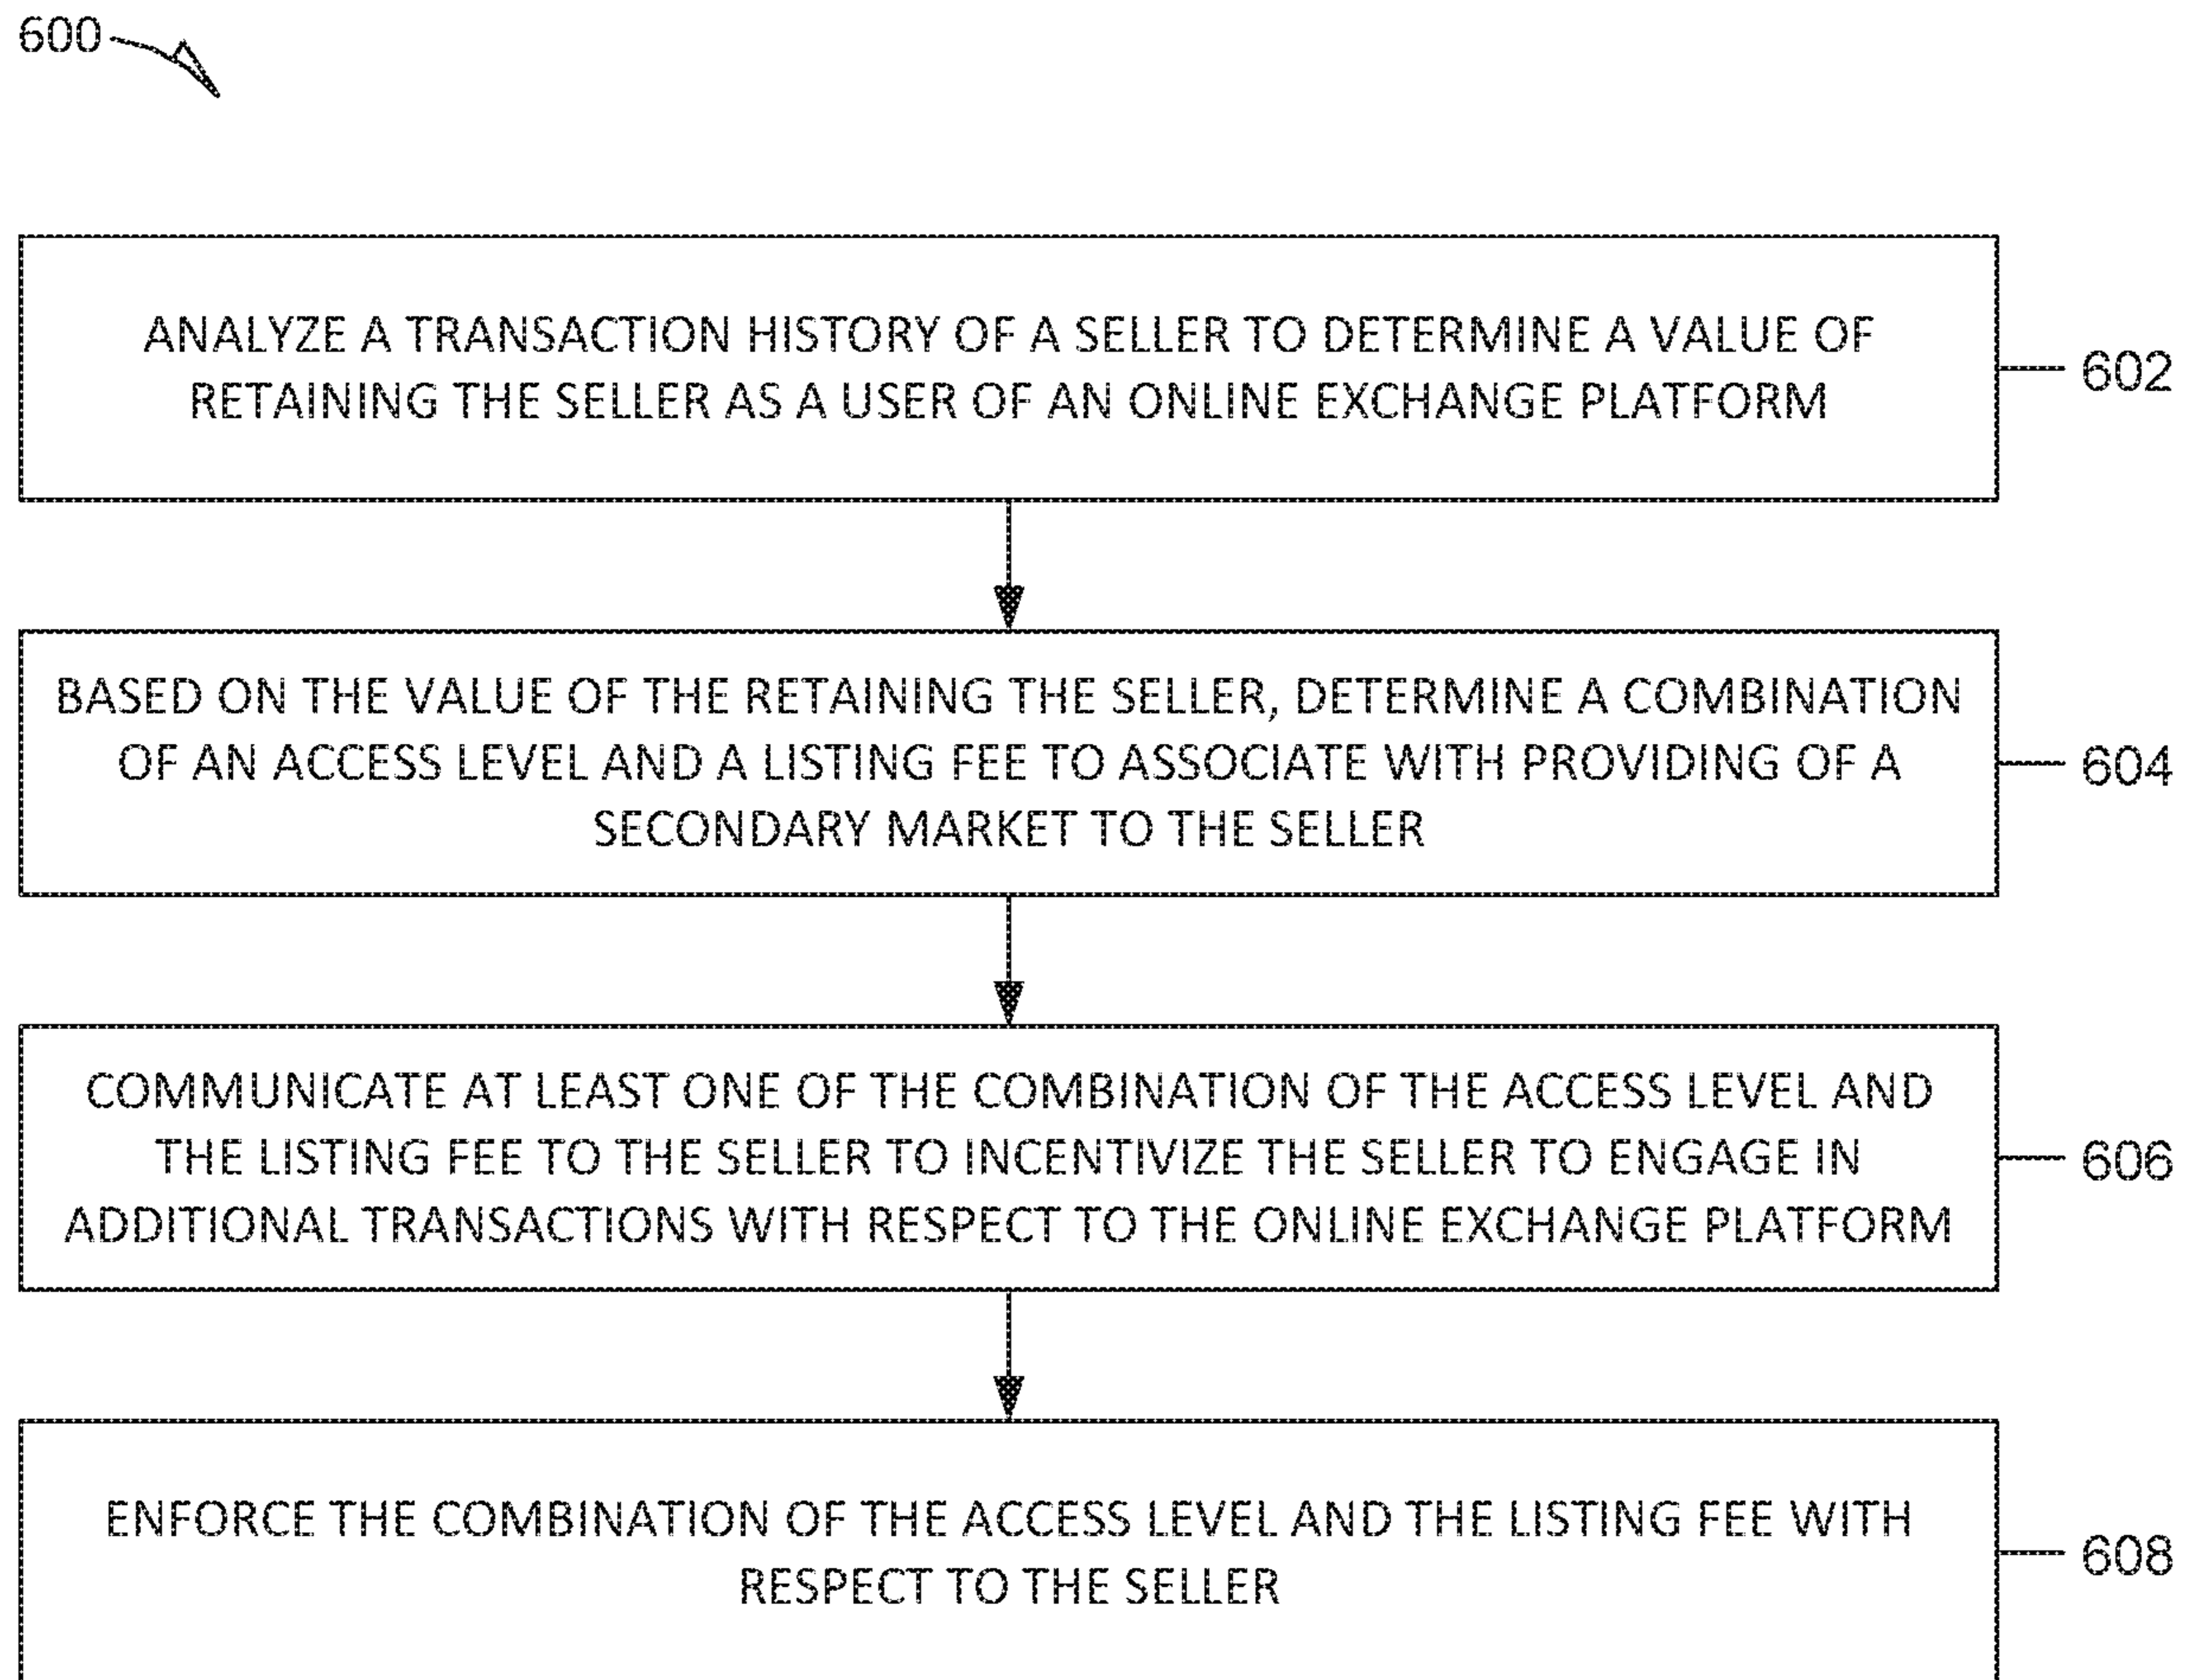 600
ANALYZE A TRANSACTION HISTORY OF A SELLER TO DETERMINE A VALUE OF
RETAINING THE SELLER AS A USER OF AN ONLINE EXCHANGE PLATFORM
602
BASED ON THE VALUE OF THE RETAINING THE SELLER, DETERMINE A COMBINATION
OF AN ACCESS LEVEL AND A LISTING FEE TO ASSOCIATE WITH PROVIDING OF A
SECONDARY MARKET TO THE SELLER
604
COMMUNICATE AT LEAST ONE OF THE COMBINATION OF THE ACCESS LEVEL AND
THE LISTING FEE TO THE SELLER TO INCENTIVIZE THE SELLER TO ENGAGE IN
ADDITIONAL TRANSACTIONS WITH RESPECT TO THE ONLINE EXCHANGE PLATFORM
606
ENFORCE THE COMBINATION OF THE ACCESS LEVEL AND THE LISTING FEE WITH
RESPECT TO THE SELLER
608